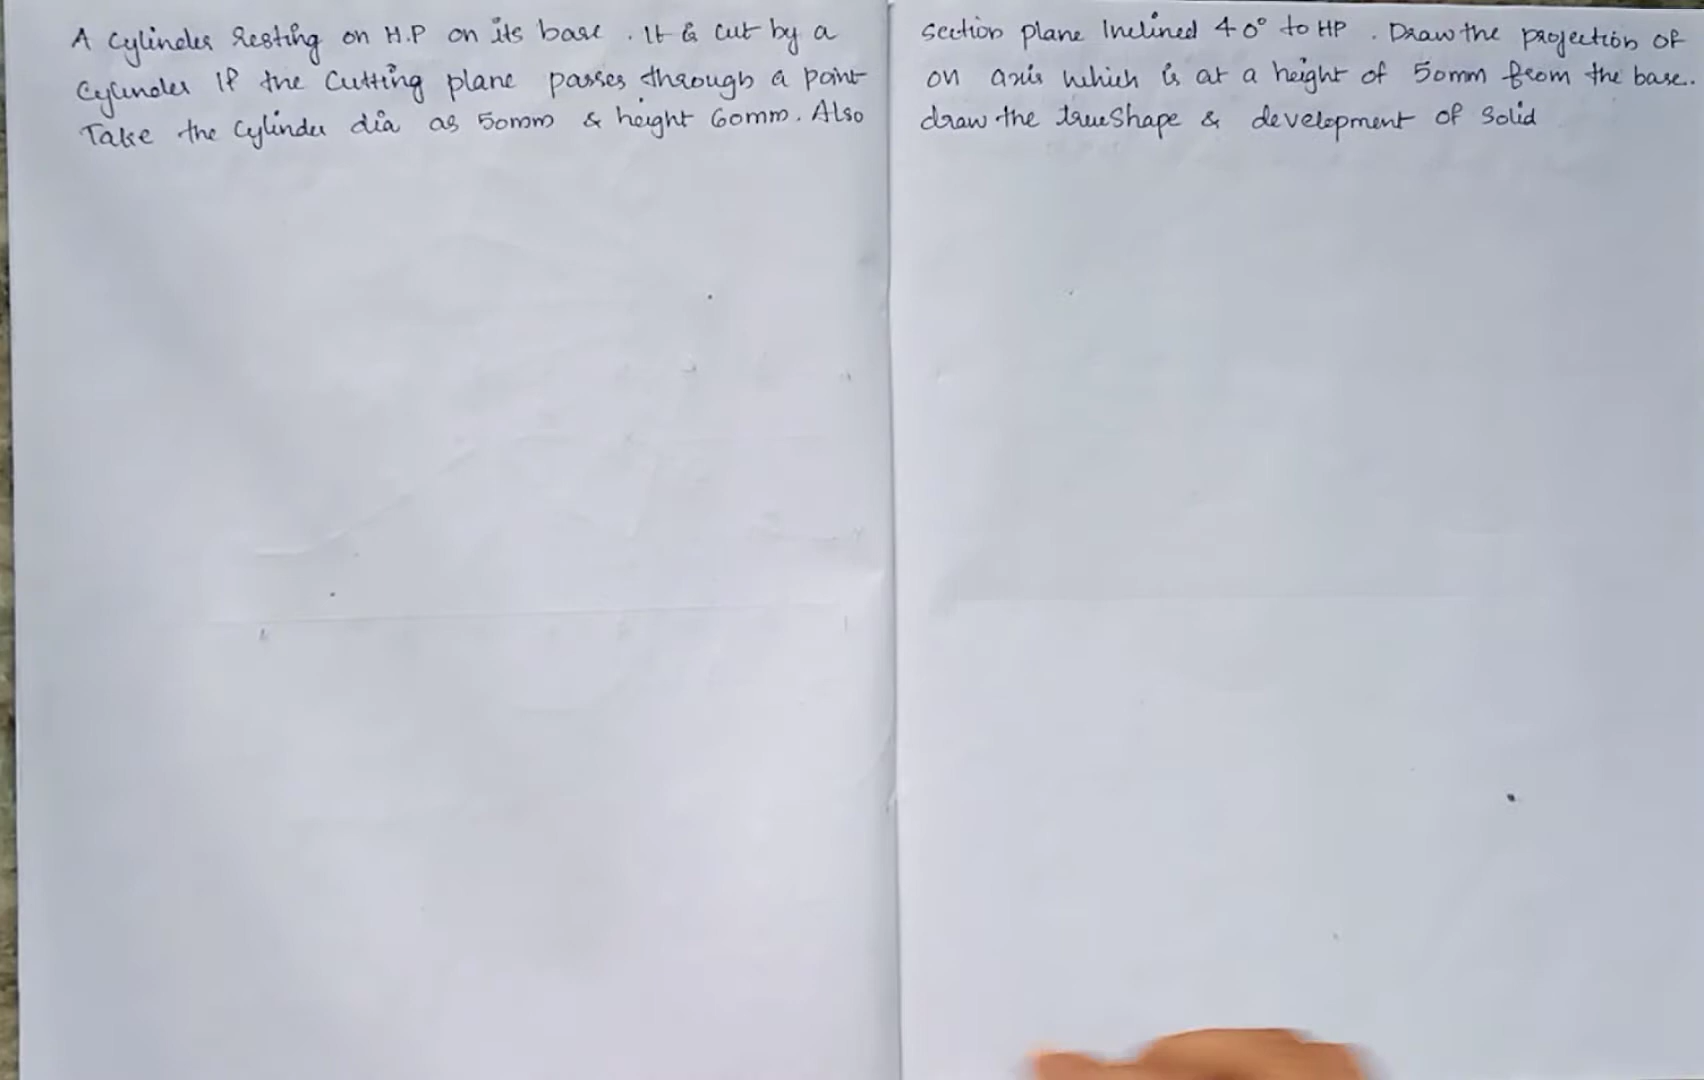 A Cylinder Resting on H.P on its base . It is cut by a section plane Inclined 40° to HP . Draw the projection of
Cylinder If the Cutting plane passes through a point on axis which is at a height of 50mm from the base.
Take the Cylinder dia as 50mm & height 60mm. Also draw the true shape & development of Solid